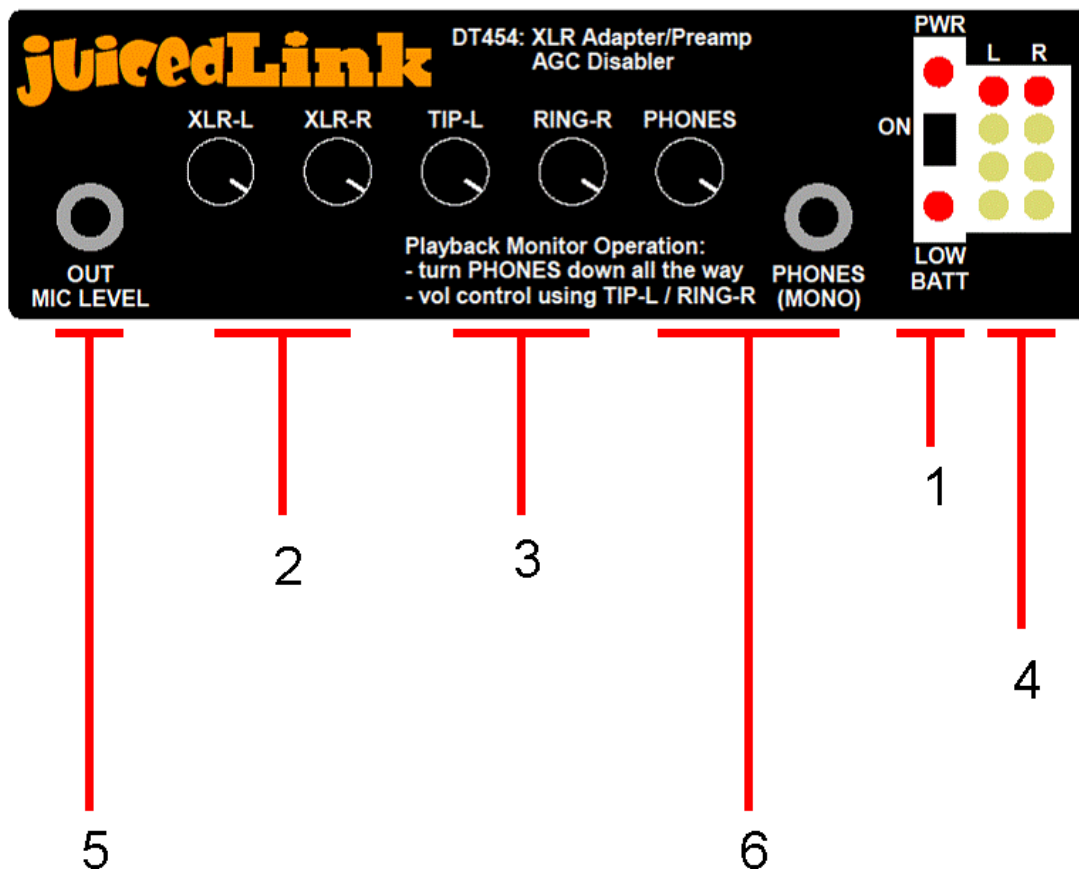 juicedLink
DT454: XLR Adapter/Preamp
AGC Disabler
PWR
L R
ON
XLR-L XLR-R TIP-L RING-R PHONES
OUT
MIC LEVEL
Playback Monitor Operation:
- turn PHONES down all the way
- vol control using TIP-L / RING-R
PHONES
(MONO)
LOW
BATT
1
2
3
4
5
6